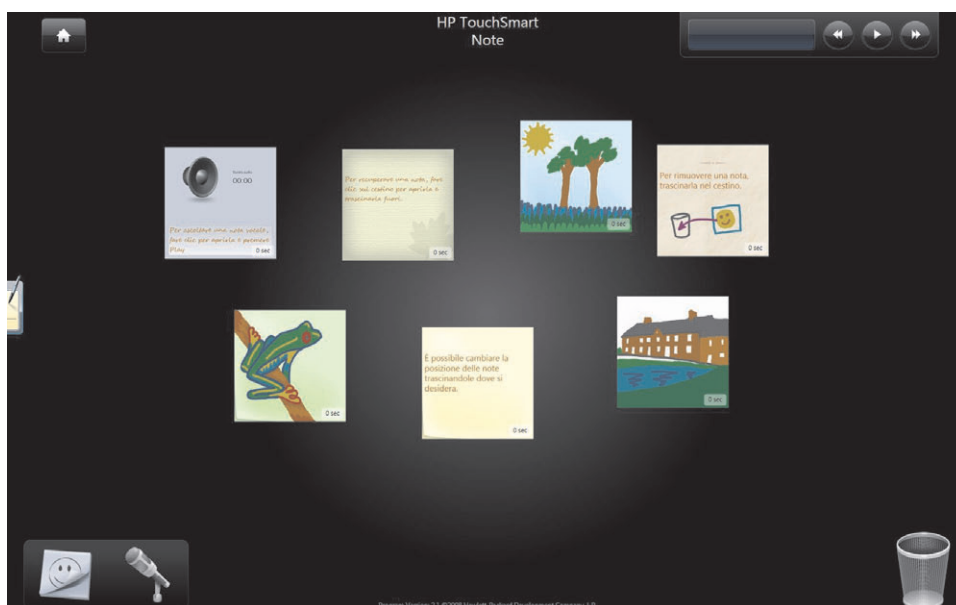 HP TouchSmart
Note
00:00
Per ascoltare una nota vocale,
fare clic per aprirla e premere
Play
0 sec
Per recuperare una nota, fare
clic sul cestino per aprirlo e
trascinarla fuori.
0 sec
0 sec
Per rimuovere una nota,
trascinarla nel cestino.
0 sec
0 sec
È possibile cambiare la
posizione delle note
trascinandole dove si
desidera.
0 sec
0 sec